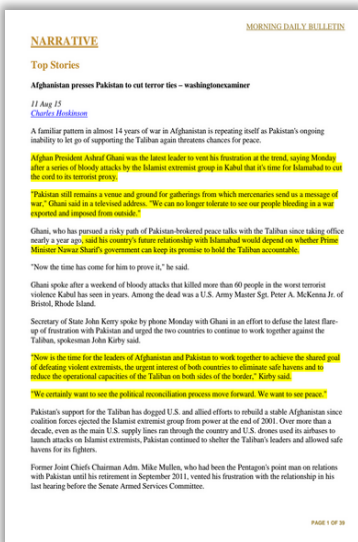 MORNING DAILY BULLETIN
NARRATIVE
Top Stories
Afghanistan presses Pakistan to cut terror ties – washingtonexaminer
11 Aug 15
Charles Hoskinson
A familiar pattern in almost 14 years of war in Afghanistan is repeating itself as Pakistan's ongoing
inability to let go of supporting the Taliban again threatens chances for peace.
Afghan President Ashraf Ghani was the latest leader to vent his frustration at the trend, saying Monday
after a series of bloody attacks by the Islamist extremist group in Kabul that it's time for Islamabad to cut
the cord to its terrorist proxy.
"Pakistan still remains a venue and ground for gatherings from which mercenaries send us a message of
war," Ghani said in a televised address. "We can no longer tolerate to see our people bleeding in a war
exported and imposed from outside."
Ghani, who has pursued a risky path of Pakistan-brokered peace talks with the Taliban since taking office
nearly a year ago, said his country's future relationship with Islamabad would depend on whether Prime
Minister Nawaz Sharif's government can keep its promise to hold the Taliban accountable.
"Now the time has come for him to prove it," he said.
Ghani spoke after a weekend of bloody attacks that killed more than 60 people in the worst terrorist
violence Kabul has seen in years. Among the dead was a U.S. Army Master Sgt. Peter A. McKenna Jr. of
Bristol, Rhode Island.
Secretary of State John Kerry spoke by phone Monday with Ghani in an effort to defuse the latest flare-
up of frustration with Pakistan and urged the two countries to continue to work together against the
Taliban, spokesman John Kirby said.
"Now is the time for the leaders of Afghanistan and Pakistan to work together to achieve the shared goal
of defeating violent extremists, the urgent interest of both countries to eliminate safe havens and to
reduce the operational capacities of the Taliban on both sides of the border," Kirby said.
"We certainly want to see the political reconciliation process move forward. We want to see peace."
Pakistan's support for the Taliban has dogged U.S. and allied efforts to rebuild a stable Afghanistan since
coalition forces ejected the Islamist extremist group from power at the end of 2001. Over more than a
decade, even as the main U.S. supply lines ran through the country and U.S. drones used its airbases to
launch attacks on Islamist extremists, Pakistan continued to shelter the Taliban's leaders and allowed safe
havens for its fighters.
Former Joint Chiefs Chairman Adm. Mike Mullen, who had been the Pentagon's point man on relations
with Pakistan until his retirement in September 2011, vented his frustration with the relationship in his
last hearing before the Senate Armed Services Committee.
PAGE 1 OF 39